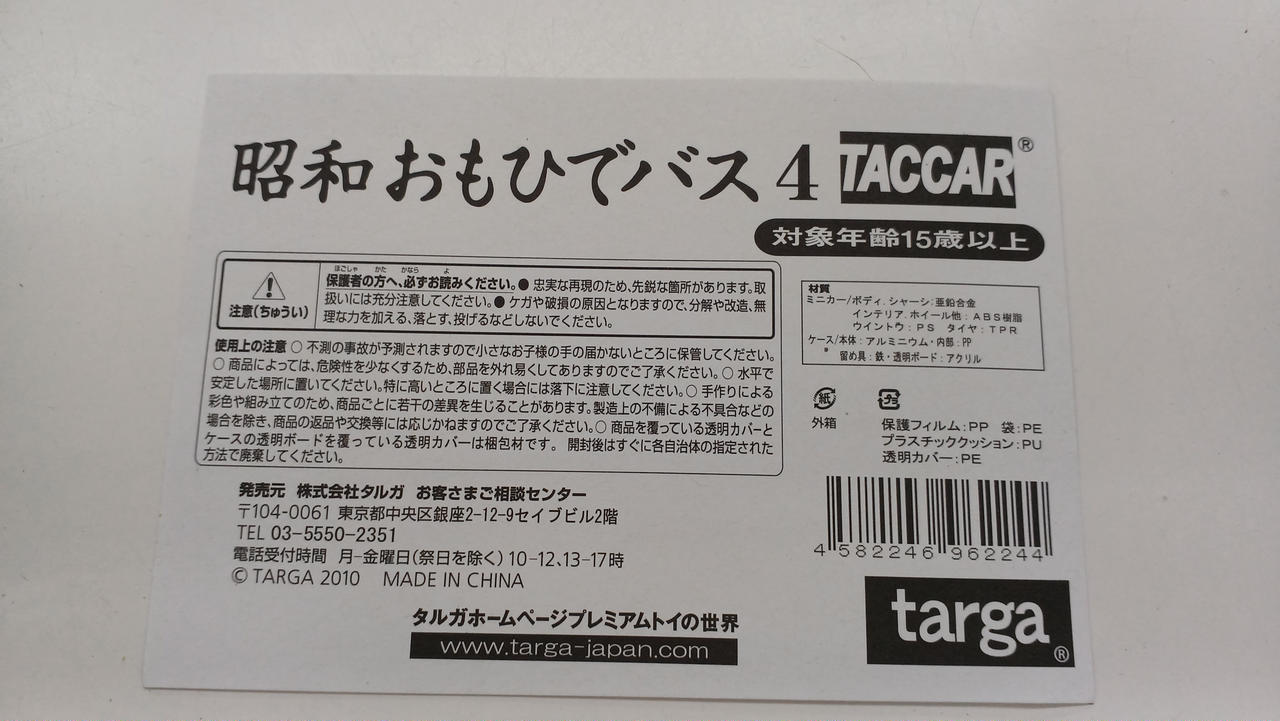 昭和おもひでバス4 TACCAR®
対象年齢15歳以上
ほごしゃ かた かなら よ
保護者の方へ、必ずお読みください。● 忠実な再現のため、先鋭な箇所があります。取
扱いには充分注意してください。● ケガや破損の原因となりますので、分解や改造、無
理な力を加える、落とす、投げるなどしないでください。
注意(ちゅうい)
使用上の注意 ○ 不測の事故が予測されますので小さなお子様の手の届かないところに保管してください。
○ 商品によっては、危険性を少なくするため、部品を外れ易くしてありますのでご了承ください。○ 水平で
安定した場所に置いてください。特に高いところに置く場合には落下に注意してください。○ 手作りによる
彩色や組み立てのため、商品ごとに若干の差異を生じることがあります。製造上の不備による不具合などの
場合を除き、商品の返品や交換等には応じかねますのでご了承ください。○ 商品を覆っている透明カバーと
ケースの透明ボードを覆っている透明カバーは梱包材です。 開封後はすぐに各自治体の指定された
方法で廃棄してください。
材質
ミニカー/ボディ.シャーシ:亜鉛合金
インテリア.ホイール他:ABS樹脂
ウイントウ:PS タイヤ:TPR
ケース/本体:アルミニウム・内部:PP
留め具:鉄・透明ボード:アクリル
紙
外箱
プラ
保護フィルム:PP 袋:PE
プラスチッククッション:PU
透明カバー:PE
発売元 株式会社タルガ お客さまご相談センター
〒104-0061 東京都中央区銀座2-12-9セイブビル2階
TEL 03-5550-2351
電話受付時間 月-金曜日(祭日を除く) 10-12、13-17時
© TARGA 2010 MADE IN CHINA
4 582246 962244
タルガホームページプレミアムトイの世界
www.targa-japan.com
targa®